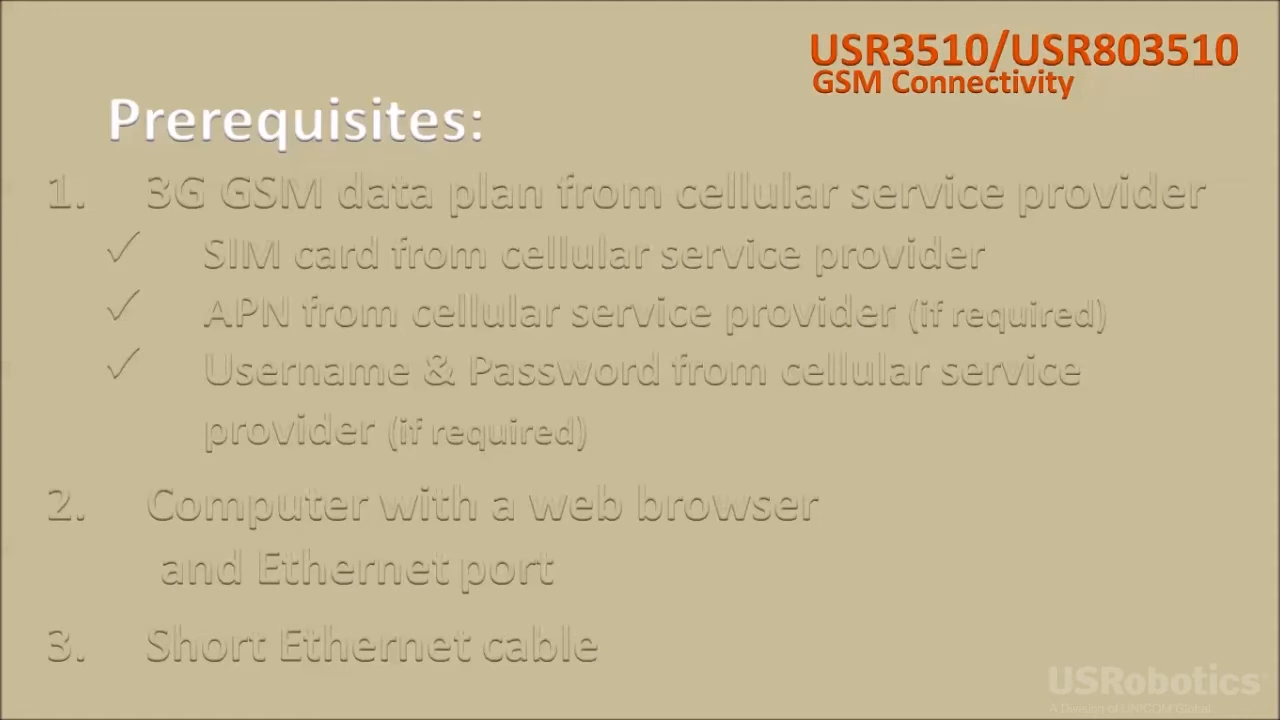 USR3510/USR803510
GSM Connectivity
Prerequisites:
1. 3G GSM data plan from cellular service provider
✓ SIM card from cellular service provider
✓ APN from cellular service provider (if required)
✓ Username & Password from cellular service
provider (if required)
2. Computer with a web browser
and Ethernet port
3. Short Ethernet cable
USRobotics
A Division of UNICOM Global